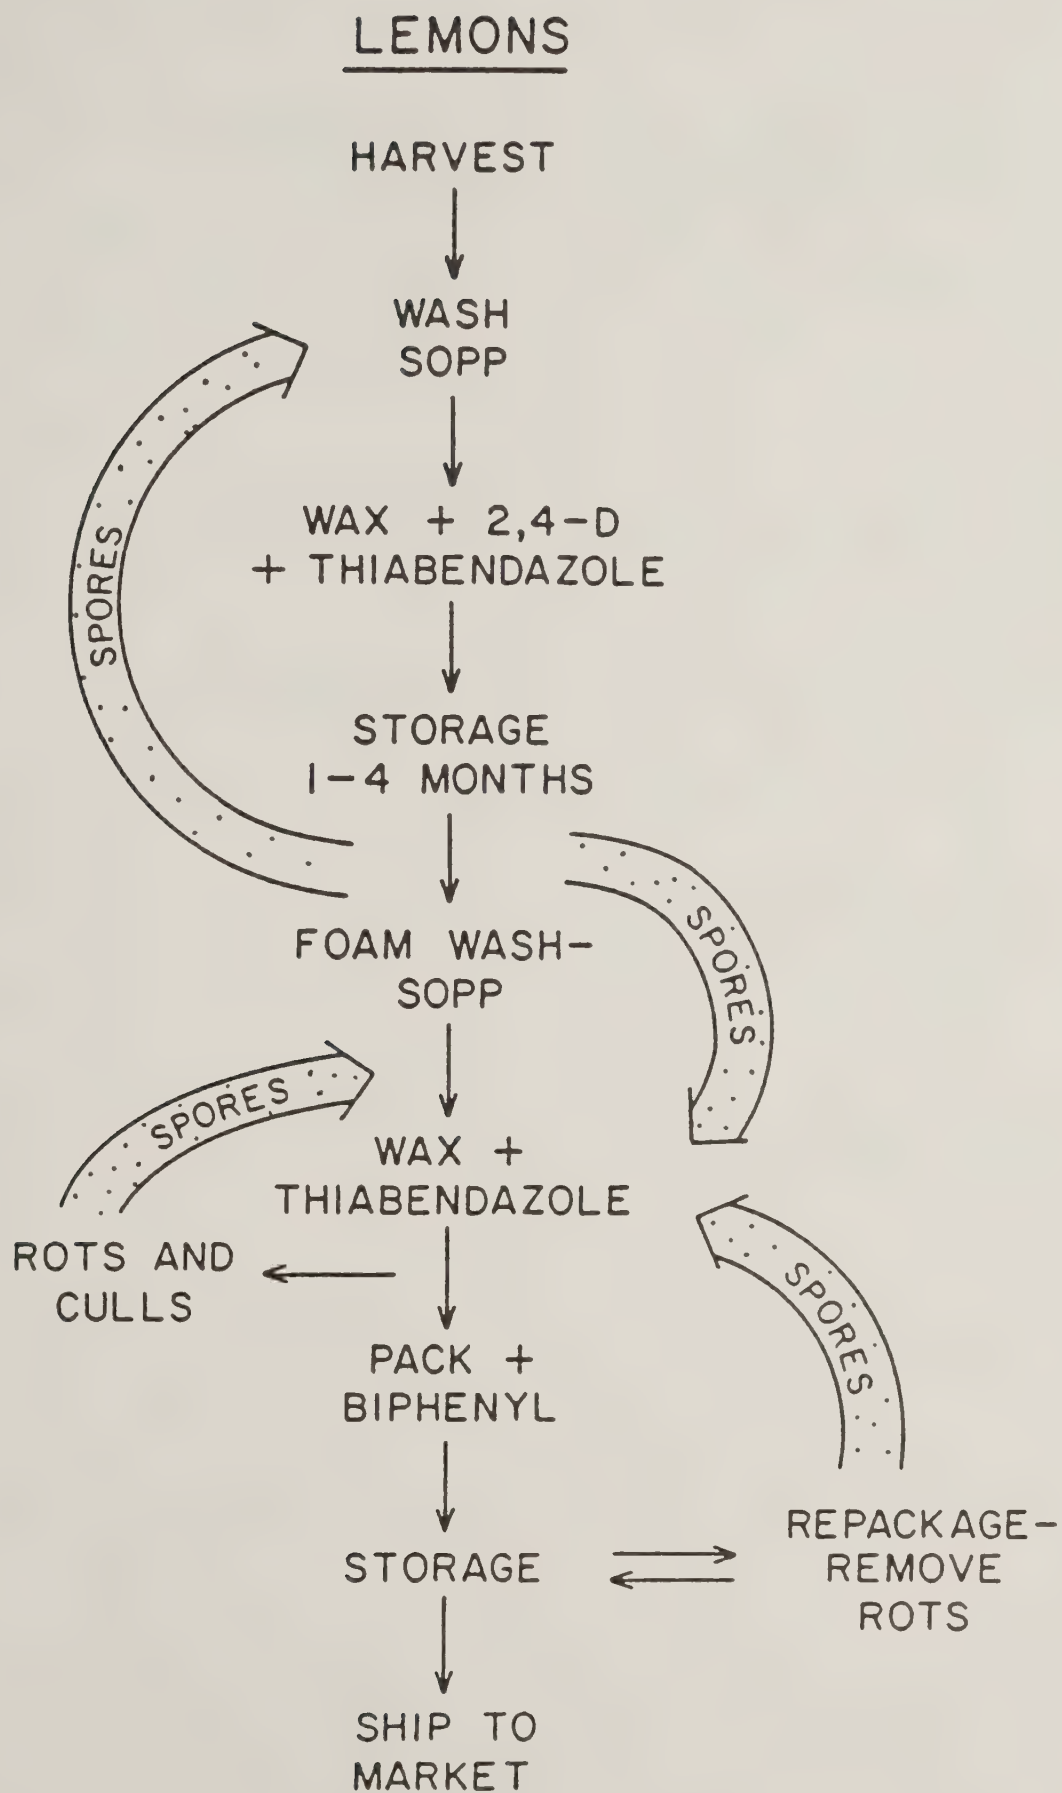 LEMONS
HARVEST
WASH
SOPP
WAX + 2,4-D
+ THIABENDAZOLE
SPORES
STORAGE
1-4 MONTHS
FOAM WASH-
SOPP
SPORES
SPORES
WAX +
THIABENDAZOLE
ROTS AND
CULLS
SPORES
PACK +
BIPHENYL
STORAGE
REPACKAGE-
REMOVE
ROTS
SHIP TO
MARKET